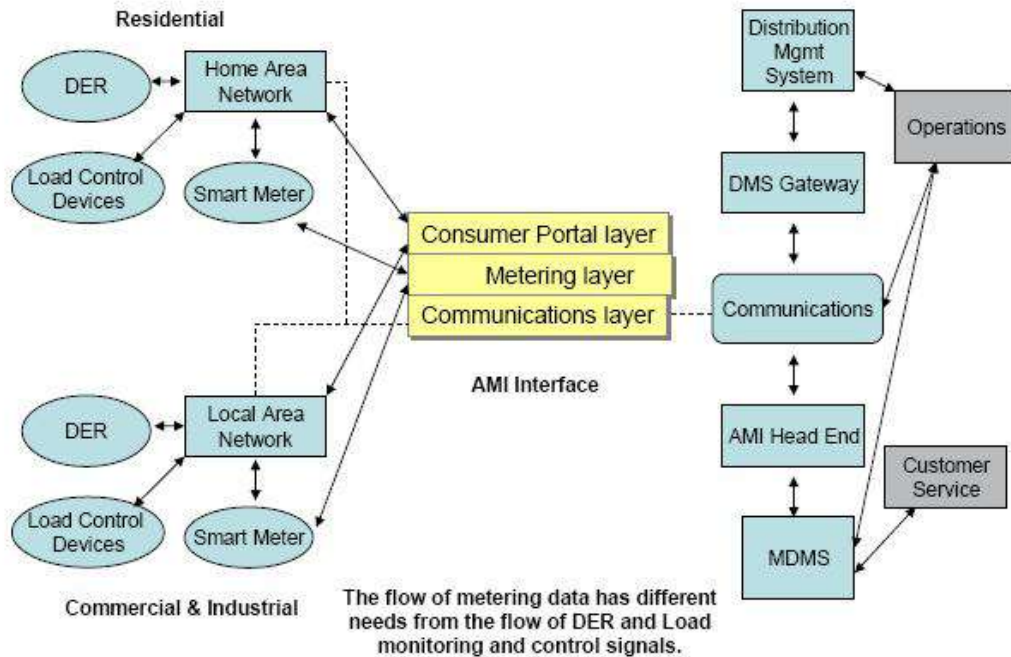 Residential
DER
Home Area
Network
Load Control
Devices
Smart Meter
Consumer Portal layer
Metering layer
Communications layer
AMI Interface
DER
Local Area
Network
Load Control
Devices
Smart Meter
Commercial & Industrial
Distribution
Mgmt
System
Operations
DMS Gateway
Communications
AMI Head End
Customer
Service
MDMS
The flow of metering data has different
needs from the flow of DER and Load
monitoring and control signals.